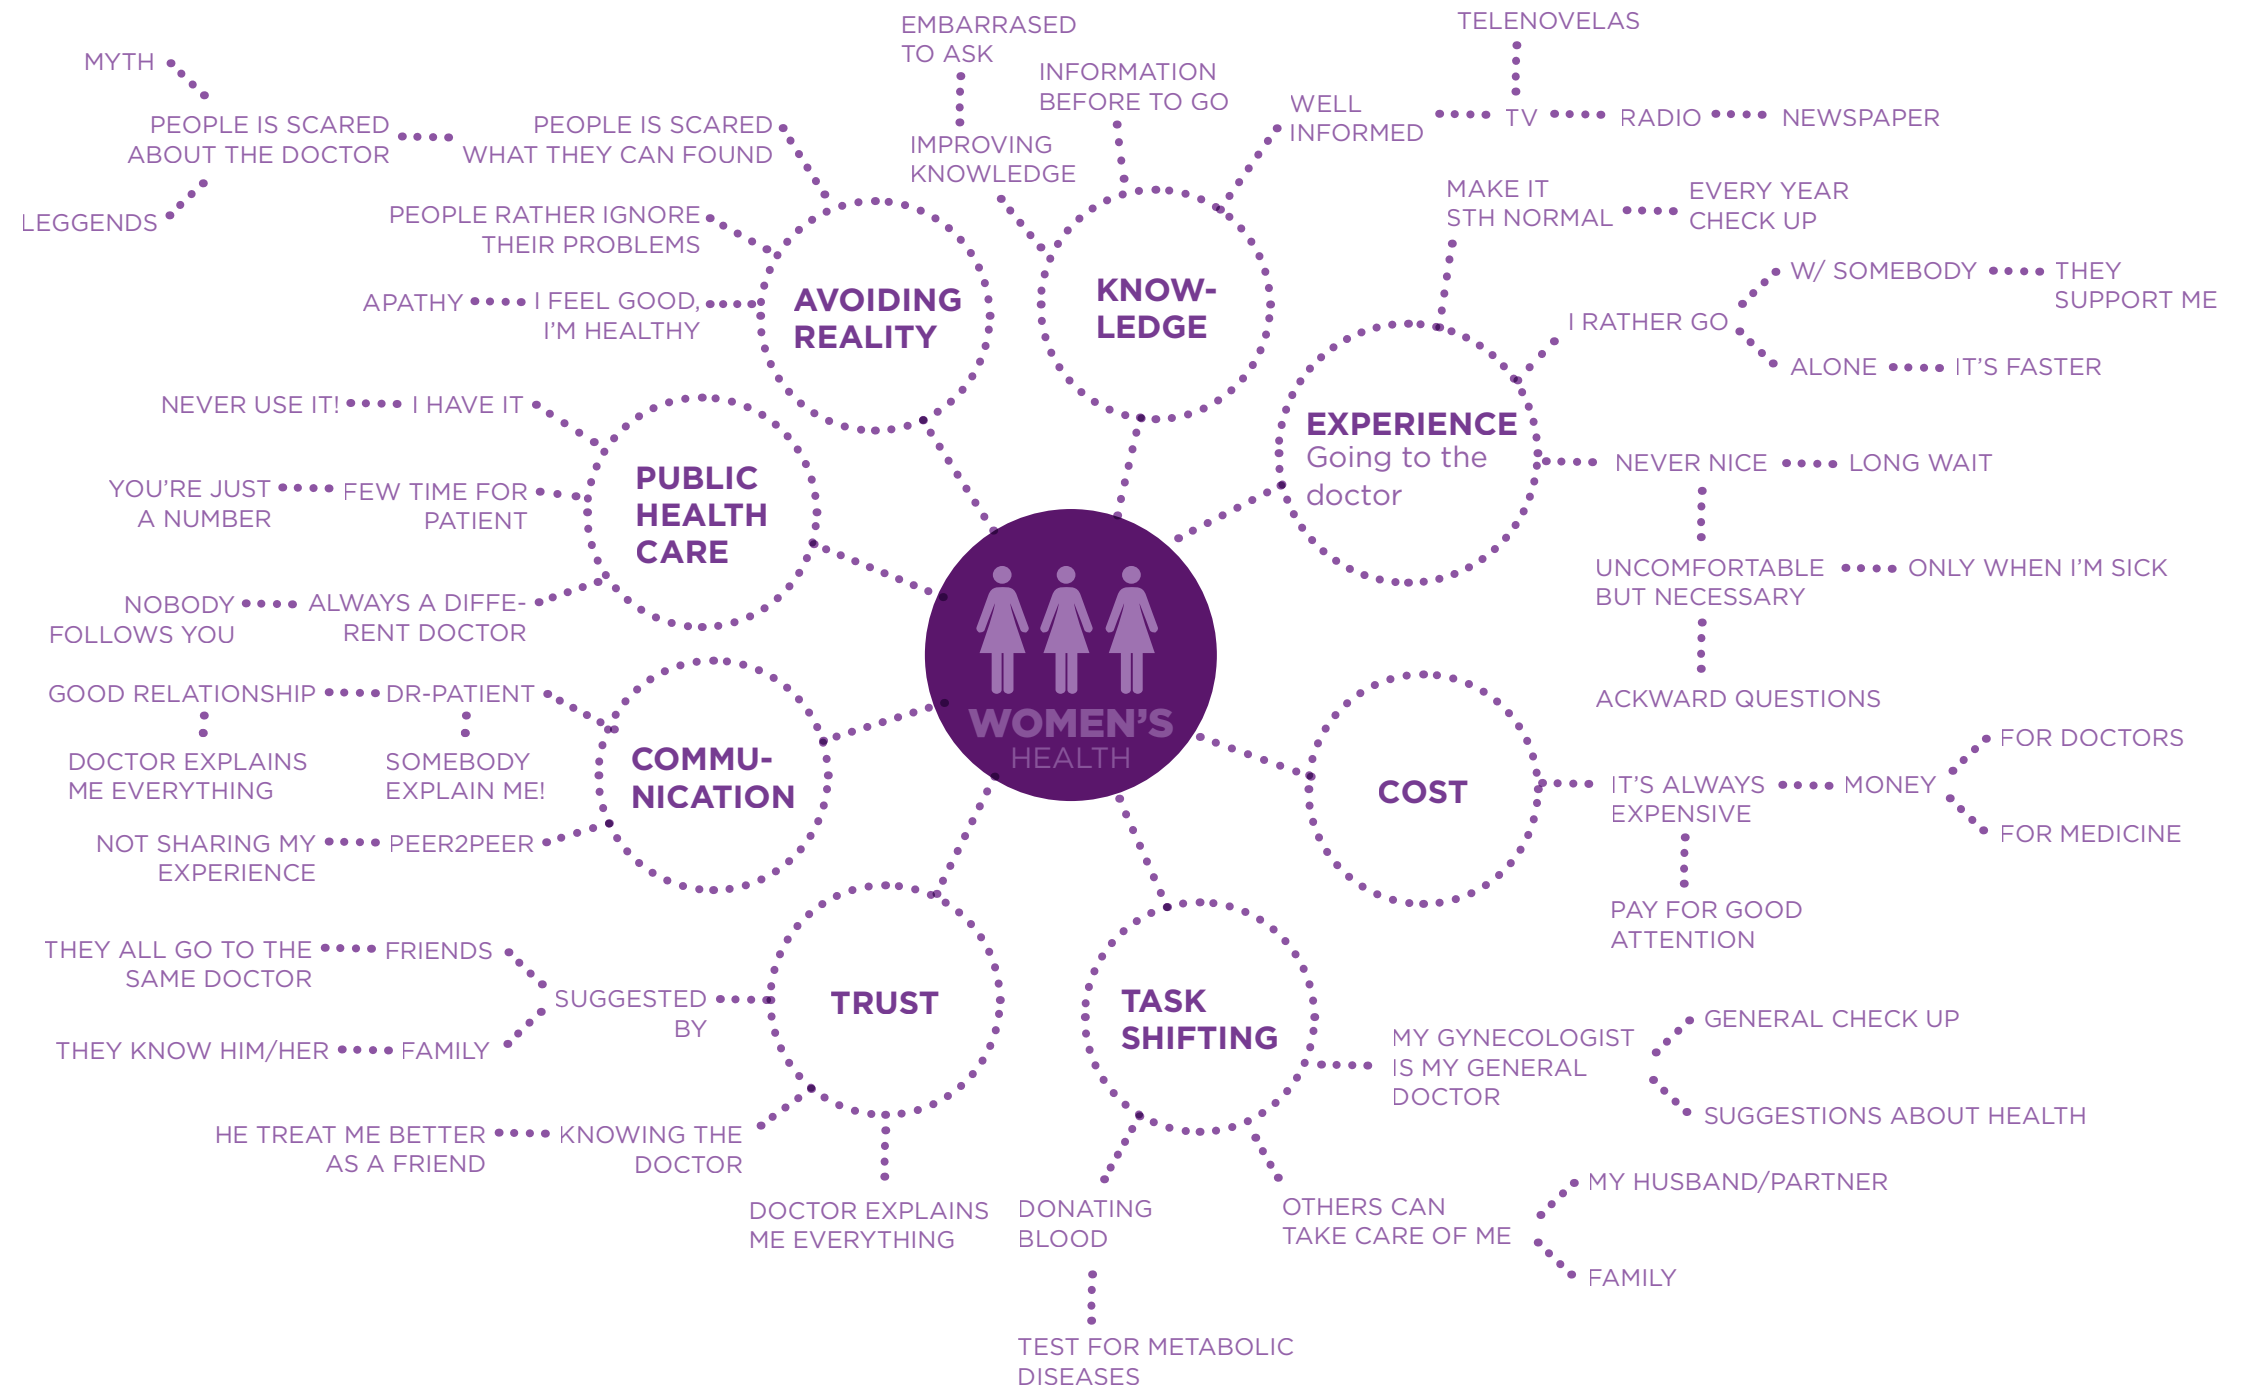 TELENOVELAS
EMBARRASED
TO ASK
MYTH
INFORMATION
BEFORE TO GO
WELL
INFORMED
TV
RADIO
NEWSPAPER
PEOPLE IS SCARED
ABOUT THE DOCTOR
PEOPLE IS SCARED
WHAT THEY CAN FOUND
IMPROVING
KNOWLEDGE
LEGGENDS
PEOPLE RATHER IGNORE
THEIR PROBLEMS
MAKE IT
STH NORMAL
EVERY YEAR
CHECK UP
APATHY
I FEEL GOOD,
I'M HEALTHY
AVOIDING
REALITY
KNOW-
LEDGE
I RATHER GO
W/ SOMEBODY
THEY
SUPPORT ME
ALONE
IT'S FASTER
NEVER USE IT!
I HAVE IT
EXPERIENCE
Going to the
doctor
NEVER NICE
LONG WAIT
YOU'RE JUST
A NUMBER
FEW TIME FOR
PATIENT
PUBLIC
HEALTH
CARE
UNCOMFORTABLE
BUT NECESSARY
ONLY WHEN I'M SICK
NOBODY
FOLLOWS YOU
ALWAYS A DIFFE-
RENT DOCTOR
ACKWARD QUESTIONS
WOMEN'S
HEALTH
GOOD RELATIONSHIP
DR-PATIENT
DOCTOR EXPLAINS
ME EVERYTHING
SOMEBODY
EXPLAIN ME!
COMMU-
NICATION
NOT SHARING MY
EXPERIENCE
PEER2PEER
COST
IT'S ALWAYS
EXPENSIVE
MONEY
FOR DOCTORS
FOR MEDICINE
PAY FOR GOOD
ATTENTION
THEY ALL GO TO THE
SAME DOCTOR
FRIENDS
SUGGESTED
BY
THEY KNOW HIM/HER
FAMILY
TRUST
HE TREAT ME BETTER
AS A FRIEND
KNOWING THE
DOCTOR
DOCTOR EXPLAINS
ME EVERYTHING
TASK
SHIFTING
MY GYNECOLOGIST
IS MY GENERAL
DOCTOR
GENERAL CHECK UP
SUGGESTIONS ABOUT HEALTH
DONATING
BLOOD
OTHERS CAN
TAKE CARE OF ME
MY HUSBAND/PARTNER
FAMILY
TEST FOR METABOLIC
DISEASES